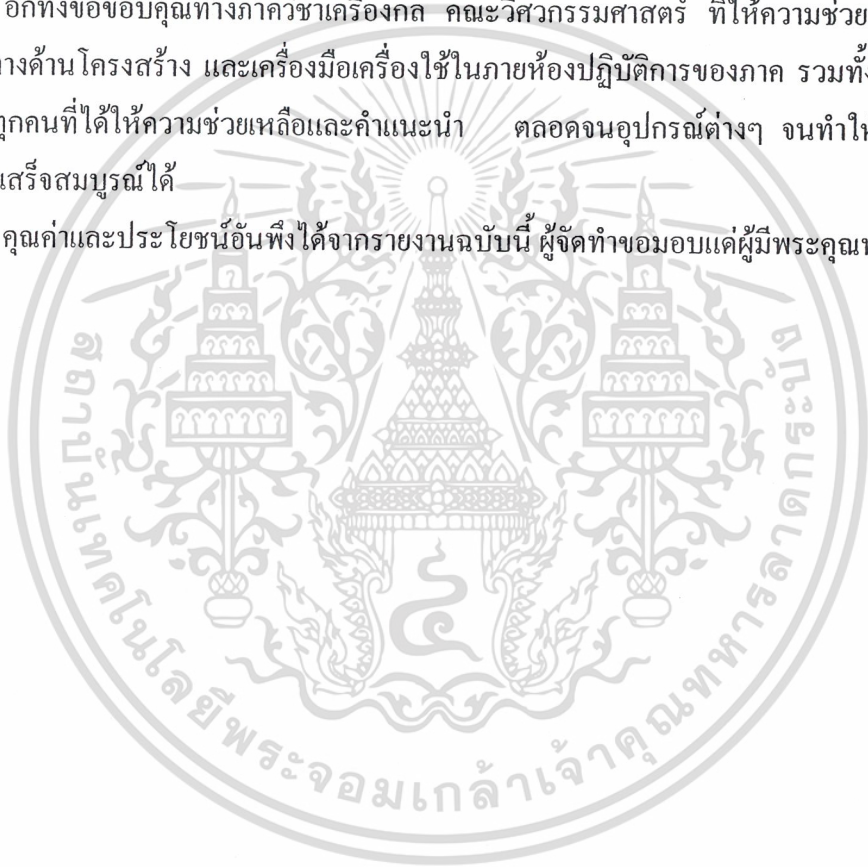 อีกทั้งขอขอบคุณทางภาควิชาเครื่องกล คณะวิศวกรรมศาสตร์ ที่ให้ความช่วย
างด้านโครงสร้าง และเครื่องมือเครื่องใช้ในภายห้องปฏิบัติการของภาค รวมทั้ง
ทุกคนที่ได้ให้ความช่วยเหลือและคำแนะนำ ตลอดจนอุปกรณ์ต่างๆ จนทำให้
เสร็จสมบูรณ์ได้
คุณค่าและประโยชน์อันพึงได้จากรายงานฉบับนี้ ผู้จัดทำขอมอบแด่ผู้มีพระคุณ
สถาบันเทคโนโลยีพระจอมเกล้าเจ้าคุณทหารลาดกระบัง